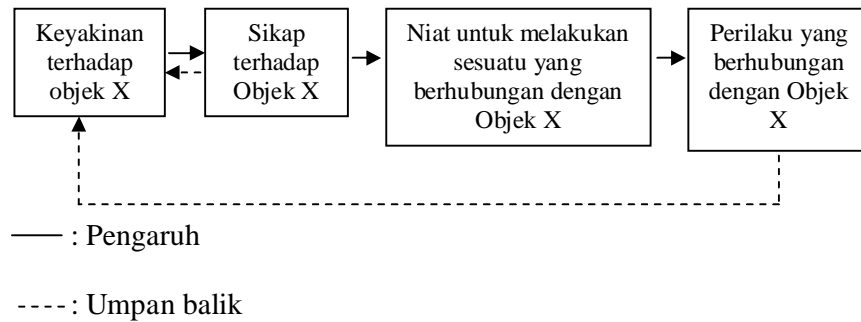 Keyakinan
terhadap
objek X
Sikap
terhadap
Objek X
Niat untuk melakukan
sesuatu yang
berhubungan dengan
Objek X
Perilaku yang
berhubungan
dengan Objek
X
: Pengaruh
: Umpan balik